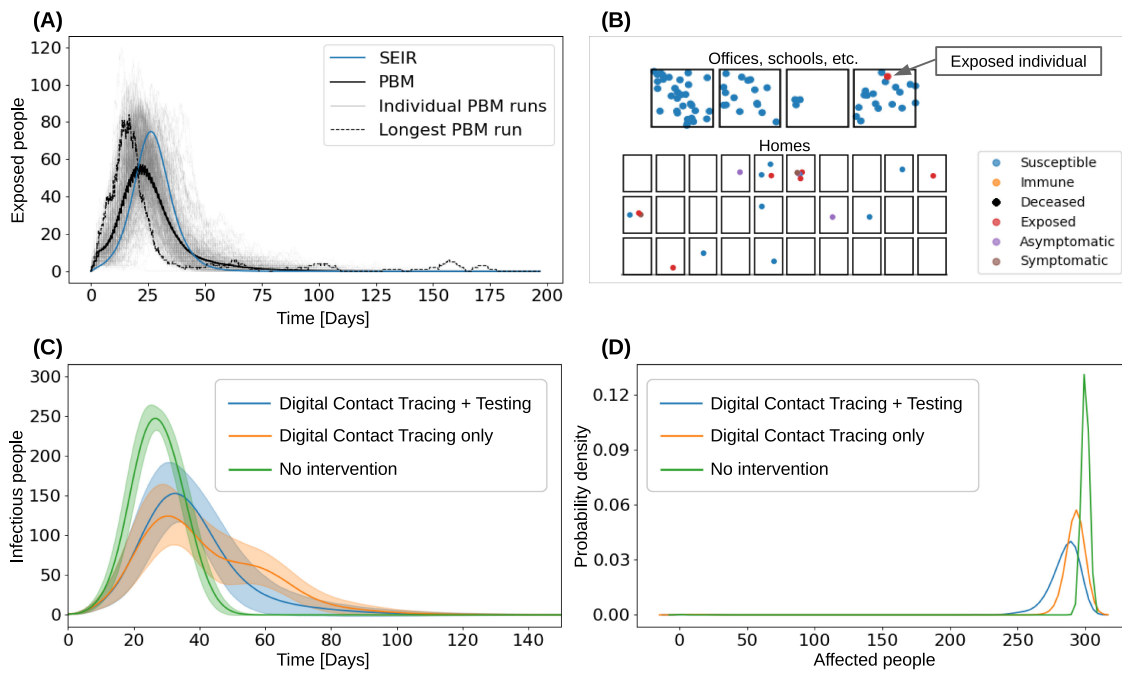 (A)
120
100
80
60
40
20
0
Exposed people
SEIR
PBM
Individual PBM runs
Longest PBM run
0 25 50 75 100 125 150 175 200
Time [Days]
(B)
Offices, schools, etc.
Exposed individual
Homes
Susceptible
Immune
Deceased
Exposed
Asymptomatic
Symptomatic
(C)
300
250
200
150
100
50
0
Infectious people
Digital Contact Tracing + Testing
Digital Contact Tracing only
No intervention
0 20 40 60 80 100 120 140
Time [Days]
(D)
0.12
0.09
0.06
0.03
0.00
Probability density
Digital Contact Tracing + Testing
Digital Contact Tracing only
No intervention
0 50 100 150 200 250 300
Affected people